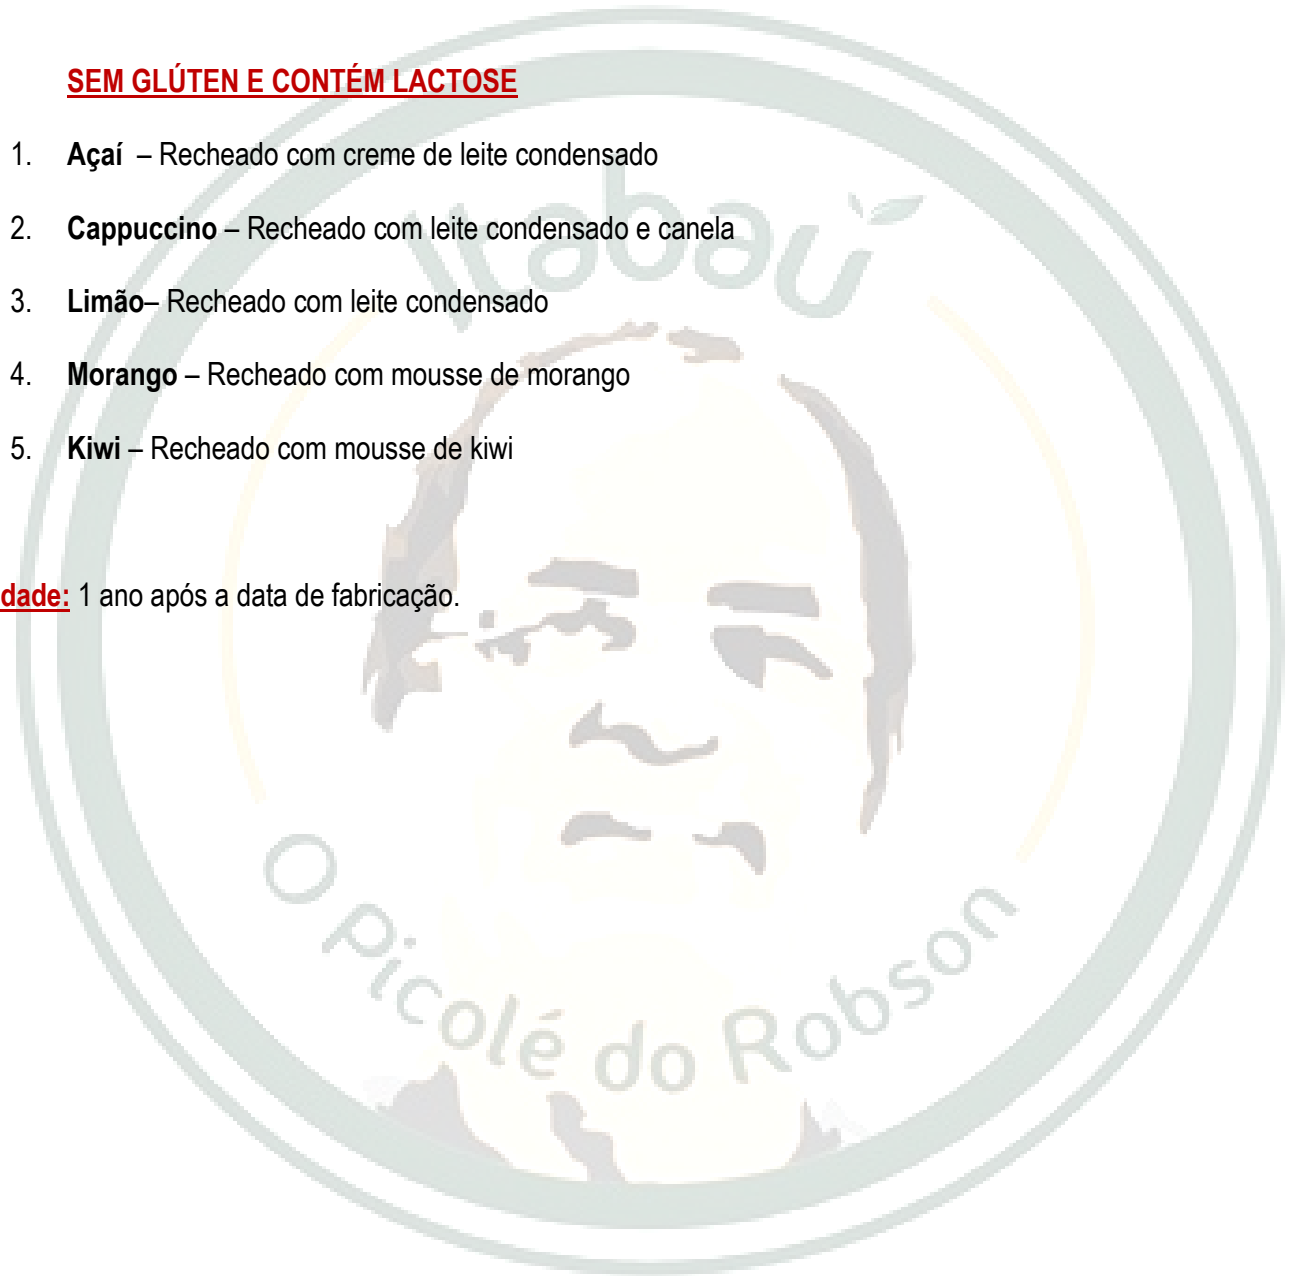 SEM GLÚTEN E CONTÉM LACTOSE
1. Açaí – Recheado com creme de leite condensado
2. Cappuccino – Recheado com leite condensado e canela
3. Limão– Recheado com leite condensado
4. Morango – Recheado com mousse de morango
5. Kiwi – Recheado com mousse de kiwi
dade: 1 ano após a data de fabricação.
Itabaú
O Picolé do Robson